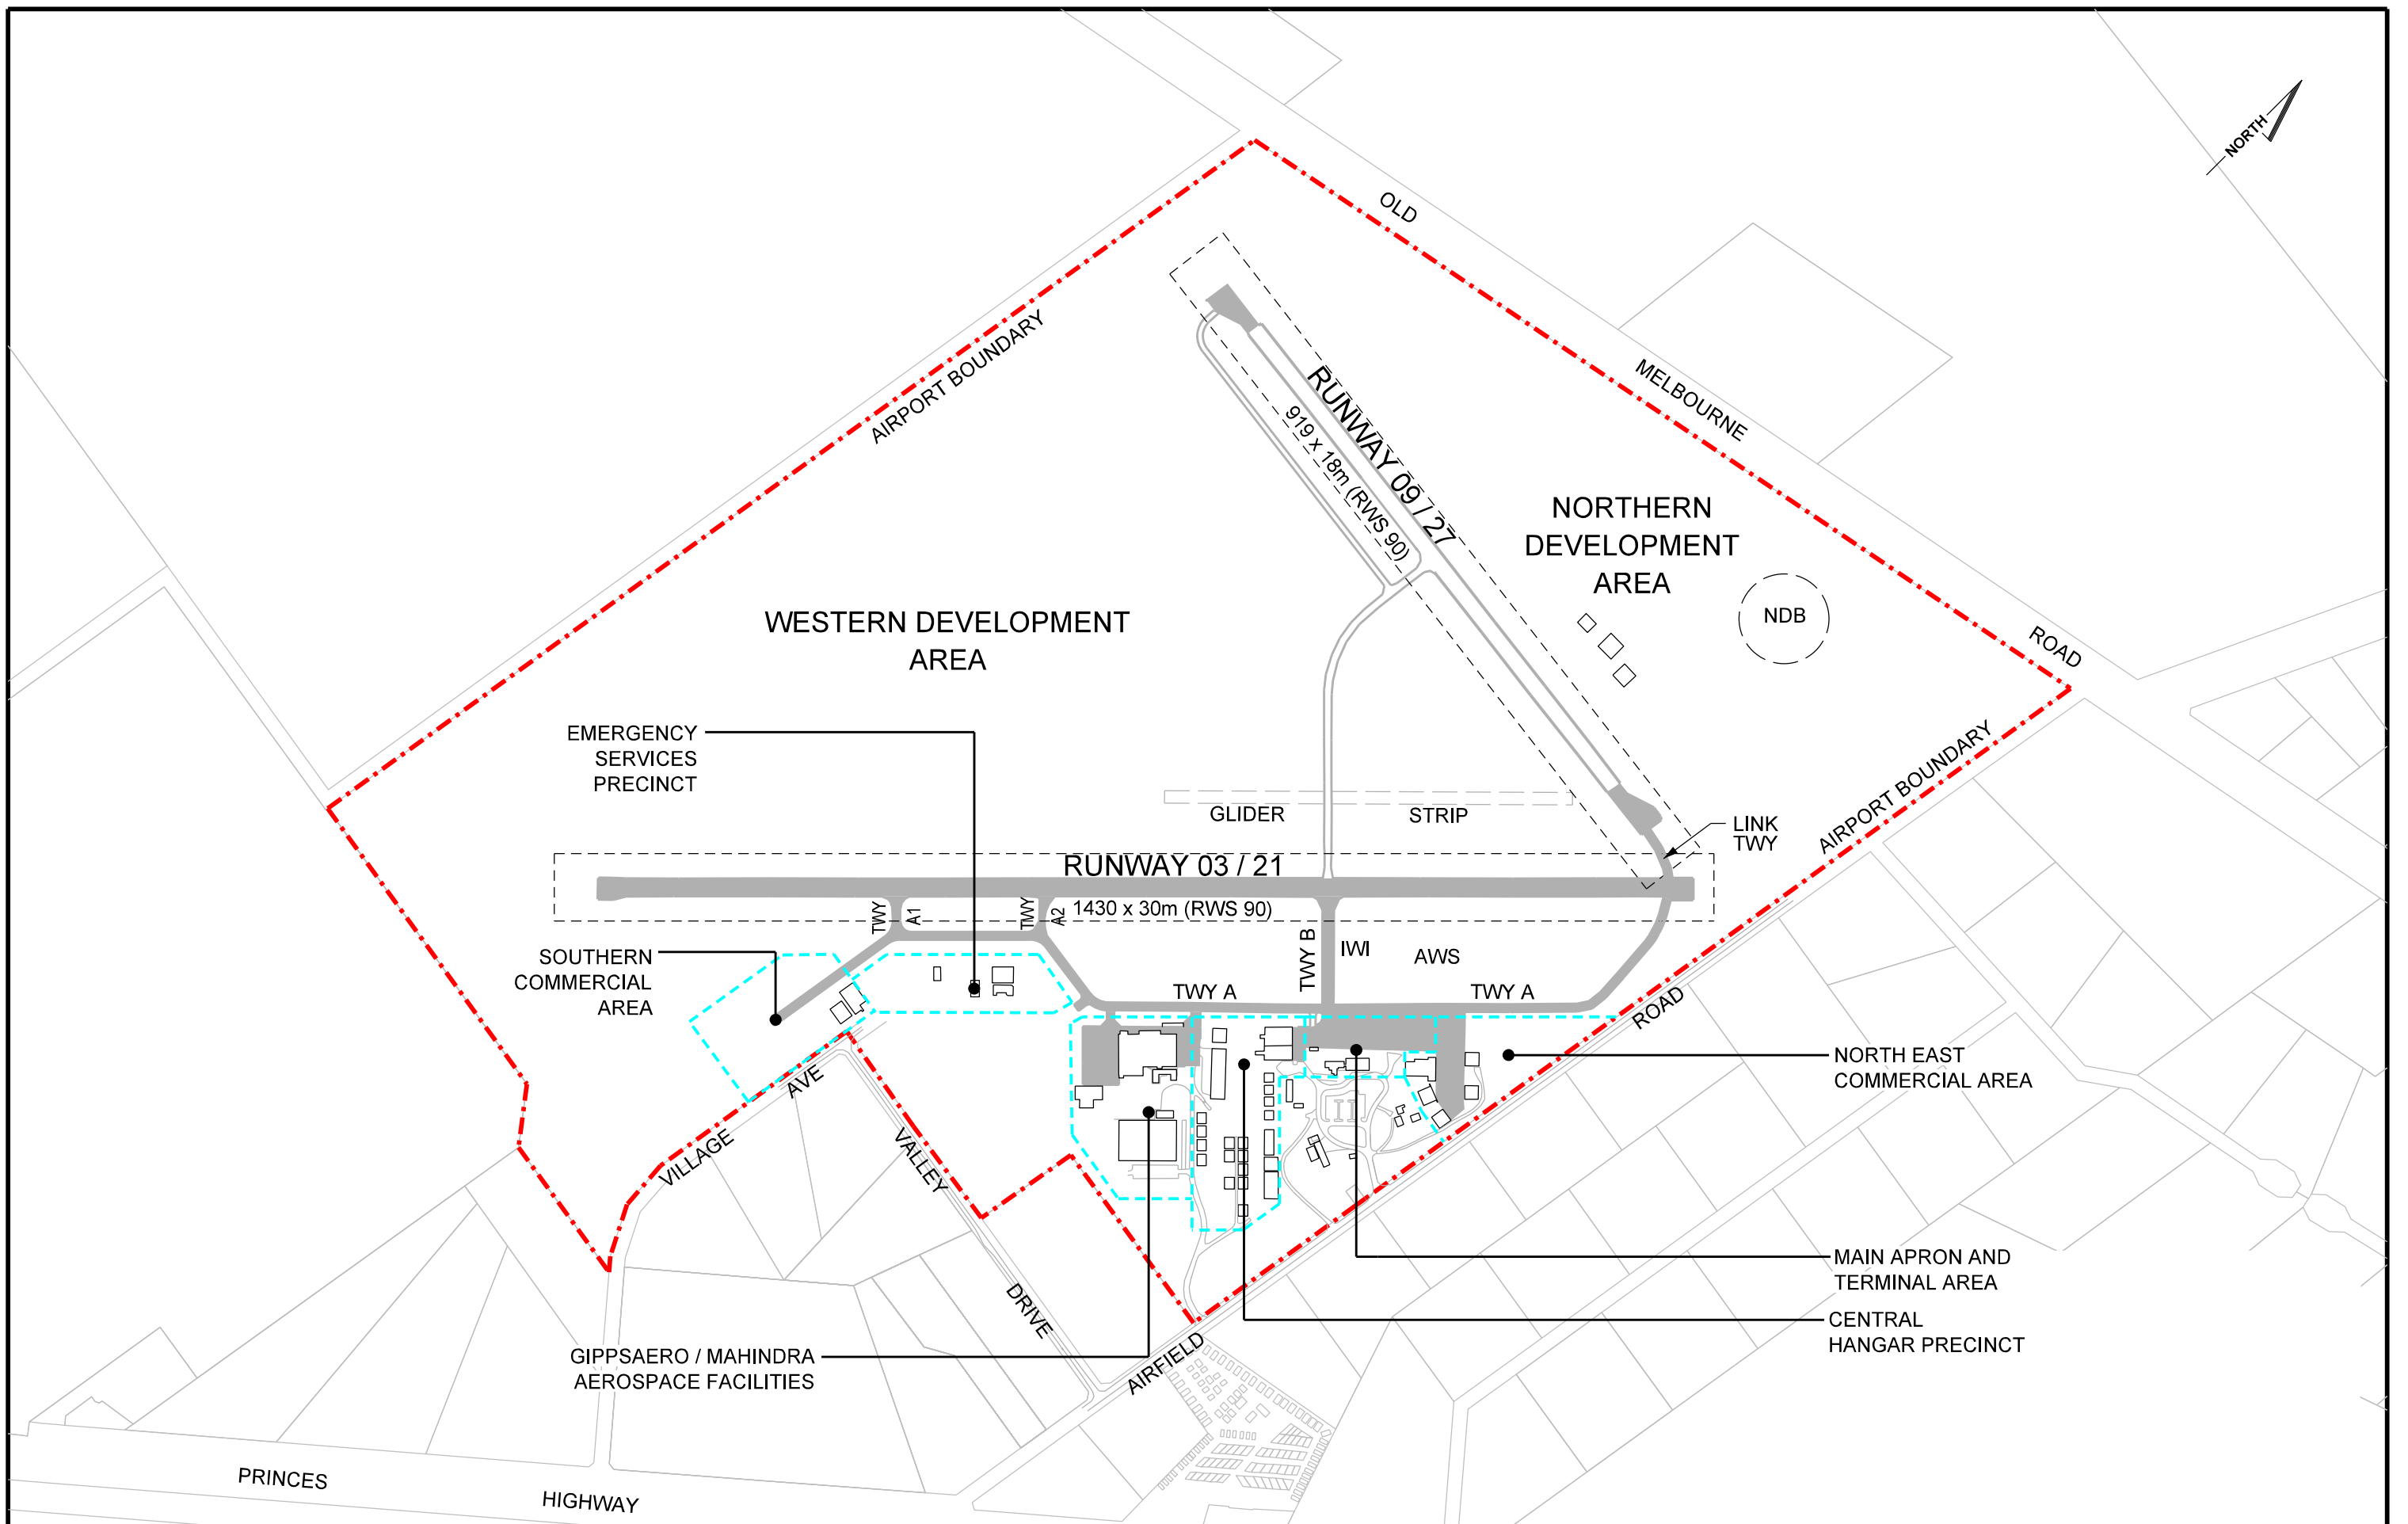 NORTH
OLD
MELBOURNE
ROAD
AIRPORT BOUNDARY
RUNWAY 09 / 27
919 x 18m (RWS 90)
NORTHERN
DEVELOPMENT
AREA
NDB
WESTERN DEVELOPMENT
AREA
EMERGENCY
SERVICES
PRECINCT
GLIDER STRIP
LINK
TWY
AIRPORT BOUNDARY
RUNWAY 03 / 21
1430 x 30m (RWS 90)
TWY A1
TWY A2
TWY B
IWI
AWS
SOUTHERN
COMMERCIAL
AREA
TWY A
TWY A
ROAD
NORTH EAST
COMMERCIAL AREA
VILLAGE AVE
VALLEY
DRIVE
MAIN APRON AND
TERMINAL AREA
CENTRAL
HANGAR PRECINCT
GIPPSAERO / MAHINDRA
AEROSPACE FACILITIES
AIRFIELD
PRINCES
HIGHWAY